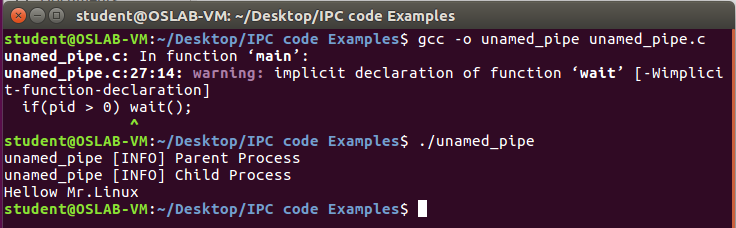 student@OSLAB-VM: ~/Desktop/IPC code Examples
student@OSLAB-VM:~/Desktop/IPC code Examples$ gcc -o unamed_pipe unamed_pipe.c
unamed_pipe.c: In function ‘main’:
unamed_pipe.c:27:14: warning: implicit declaration of function ‘wait’ [-Wimplici
t-function-declaration]
  if(pid > 0) wait();
              ^
student@OSLAB-VM:~/Desktop/IPC code Examples$ ./unamed_pipe
unamed_pipe [INFO] Parent Process
unamed_pipe [INFO] Child Process
Hellow Mr.Linux
student@OSLAB-VM:~/Desktop/IPC code Examples$